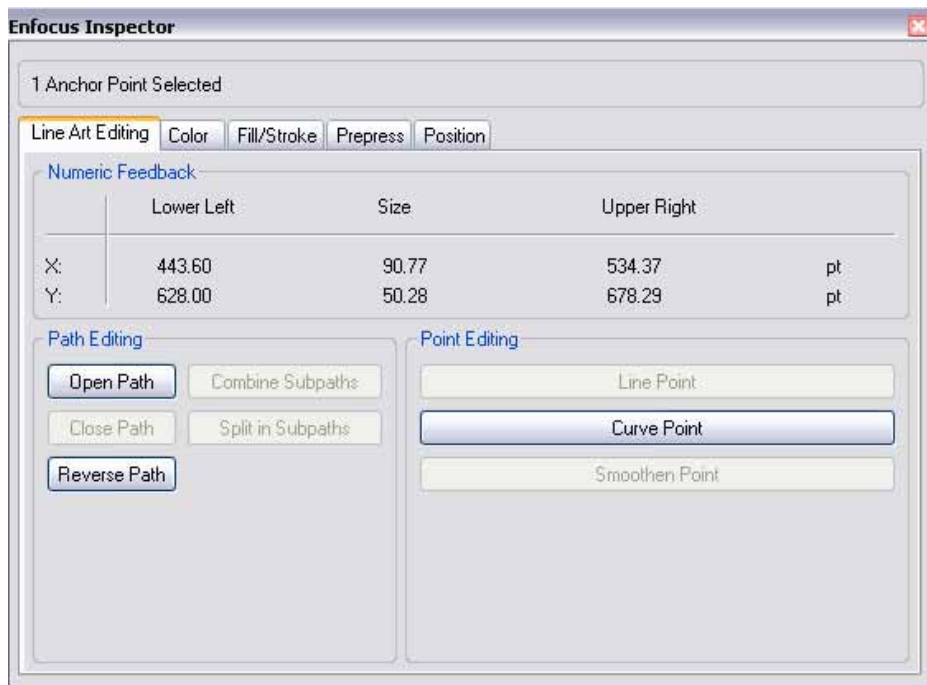 Enfocus Inspector
1 Anchor Point Selected
Line Art Editing Color Fill/Stroke Prepress Position
Numeric Feedback
Lower Left Size Upper Right
X: 443.60 90.77 534.37 pt
Y: 628.00 50.28 678.29 pt
Path Editing
Open Path Combine Subpaths
Close Path Split in Subpaths
Reverse Path
Point Editing
Line Point
Curve Point
Smoothen Point